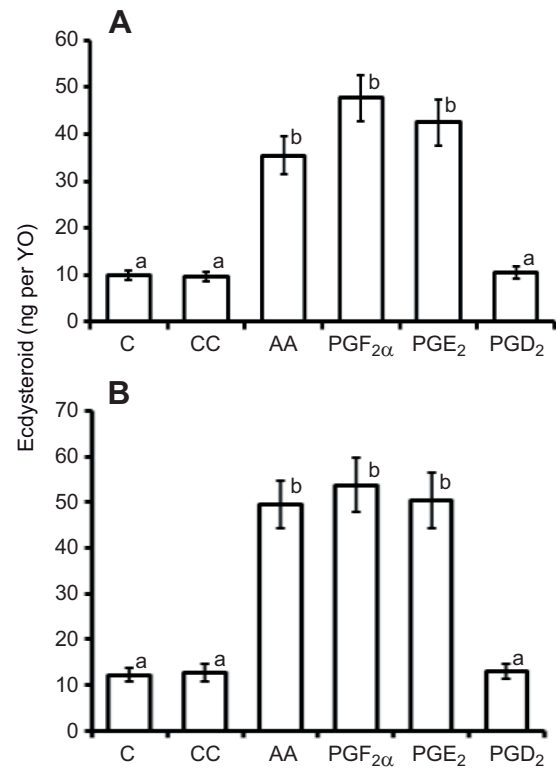 A
60
50
40
30
20
10
0
a
a
b
b
b
a
C CC AA PGF2α PGE2 PGD2
Ecdysteroid (ng per YO)
B
70
60
50
40
30
20
10
0
a
a
b
b
b
a
C CC AA PGF2α PGE2 PGD2